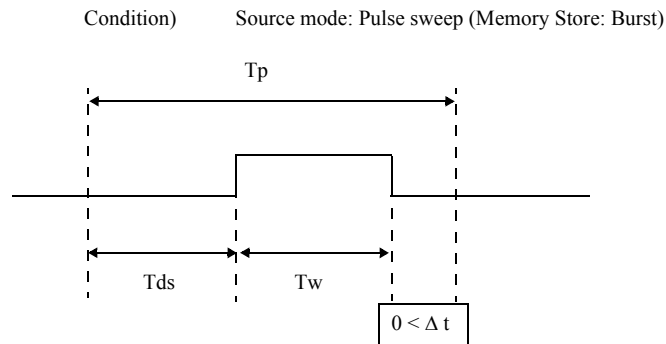 Condition) Source mode: Pulse sweep (Memory Store: Burst)
Tp
Tds Tw
0 < Δ t